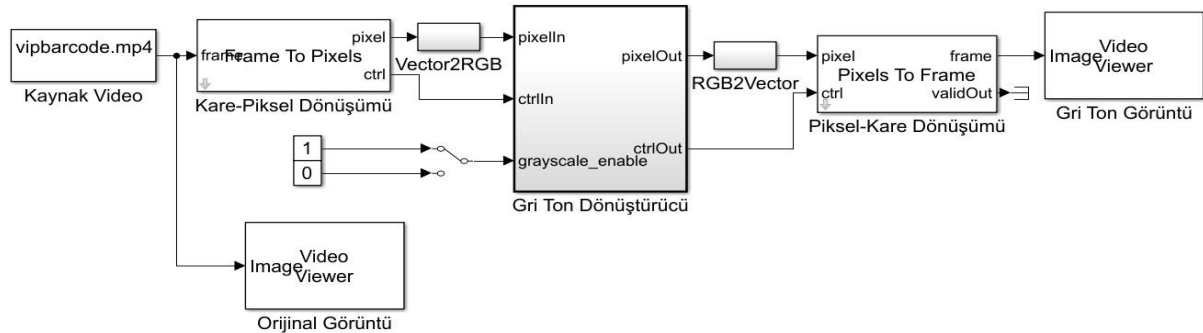 vipbarcode.mp4
Kaynak Video
frame
Frame To Pixels
pixel
ctrl
Kare-Piksel Dönüşümü
Vector2RGB
1
0
pixelIn
ctrlIn
grayscale_enable
pixelOut
ctrlOut
Gri Ton Dönüştürücü
RGB2Vector
pixel
ctrl
Pixels To Frame
frame
validOut
Piksel-Kare Dönüşümü
Image
Video
Viewer
Gri Ton Görüntü
Image
Video
Viewer
Orijinal Görüntü